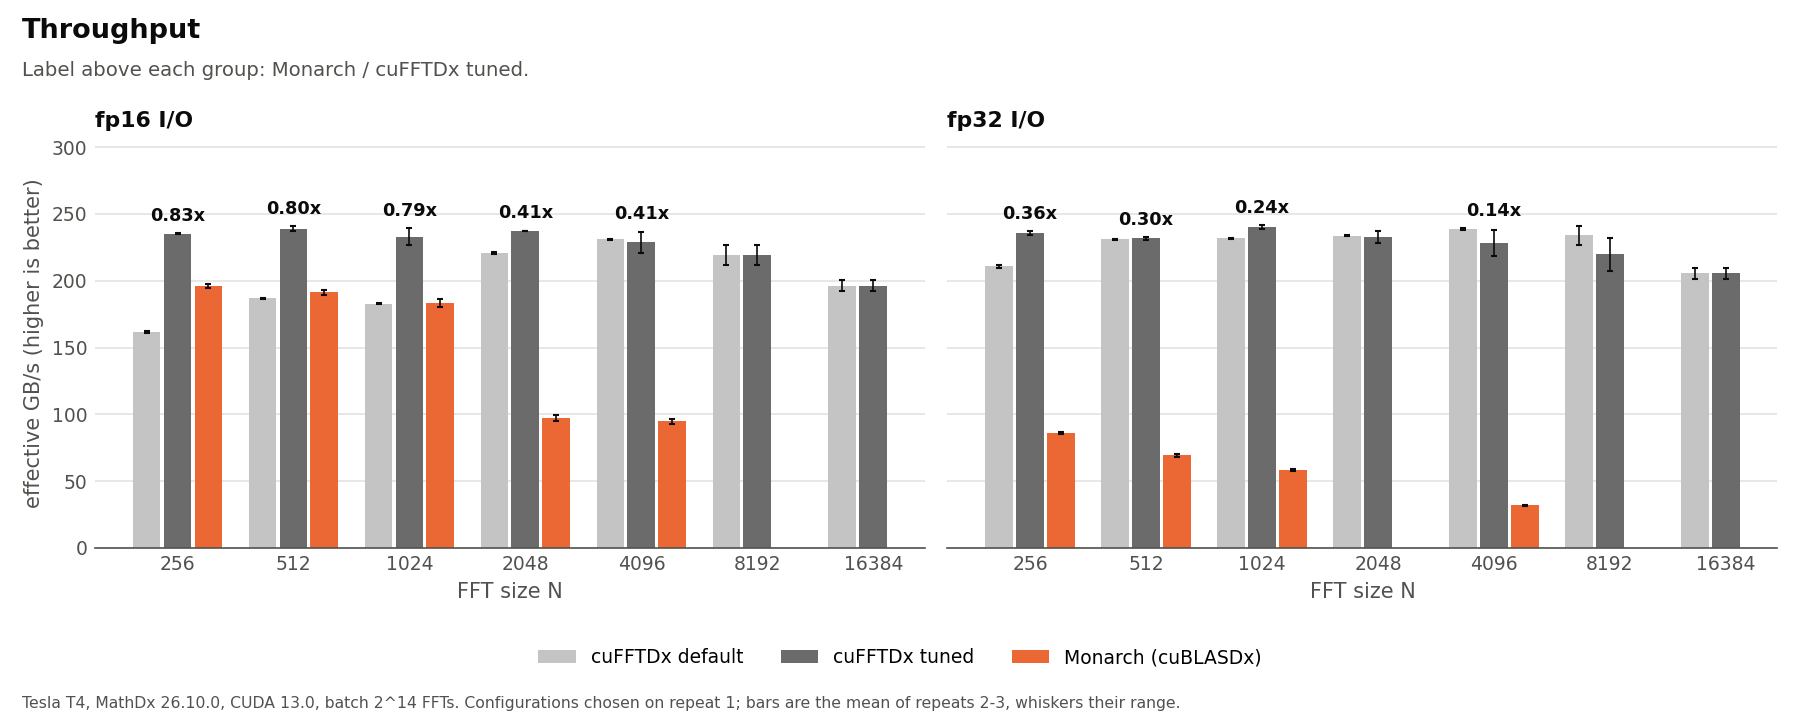 Throughput
Label above each group: Monarch / cuFFTDx tuned.
fp16 I/O
fp32 I/O
effective GB/s (higher is better)
300
250
200
150
100
50
0
0.83x
0.80x
0.79x
0.41x
0.41x
256
512
1024
2048
4096
8192
16384
FFT size N
0.36x
0.30x
0.24x
0.14x
256
512
1024
2048
4096
8192
16384
FFT size N
cuFFTDx default
cuFFTDx tuned
Monarch (cuBLASDx)
Tesla T4, MathDx 26.10.0, CUDA 13.0, batch 2^14 FFTs. Configurations chosen on repeat 1; bars are the mean of repeats 2-3, whiskers their range.